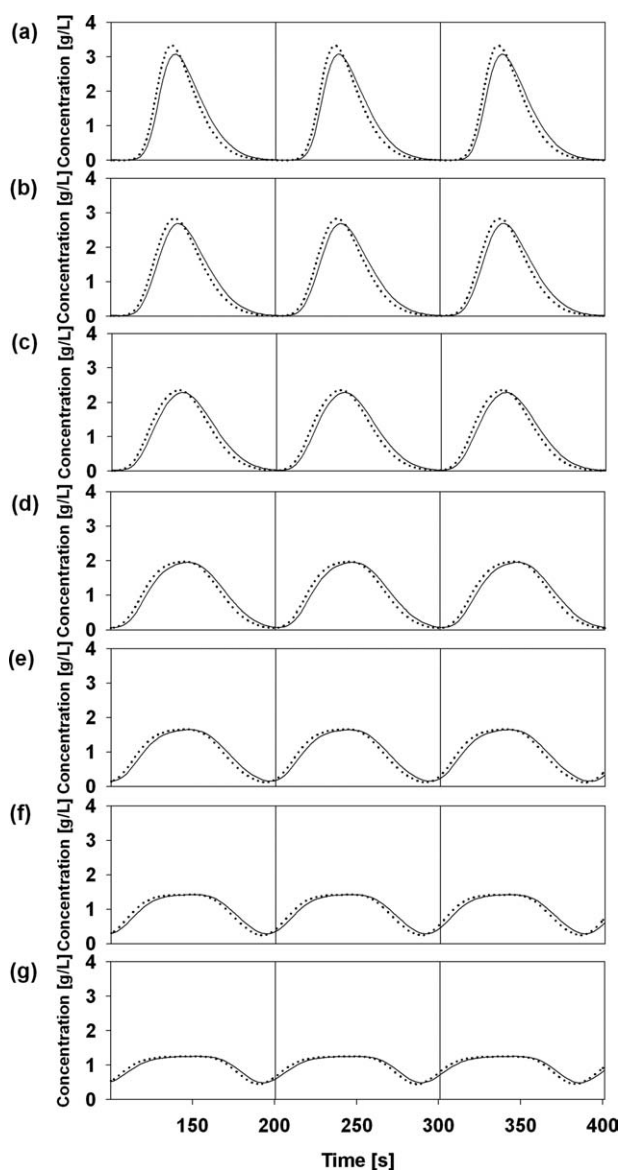 (a)
Concentration [g/L]
4
3
2
1
0
(b)
Concentration [g/L]
4
3
2
1
0
(c)
Concentration [g/L]
4
3
2
1
0
(d)
Concentration [g/L]
4
3
2
1
0
(e)
Concentration [g/L]
4
3
2
1
0
(f)
Concentration [g/L]
4
3
2
1
0
(g)
Concentration [g/L]
4
3
2
1
0
150 200 250 300 350 400
Time [s]